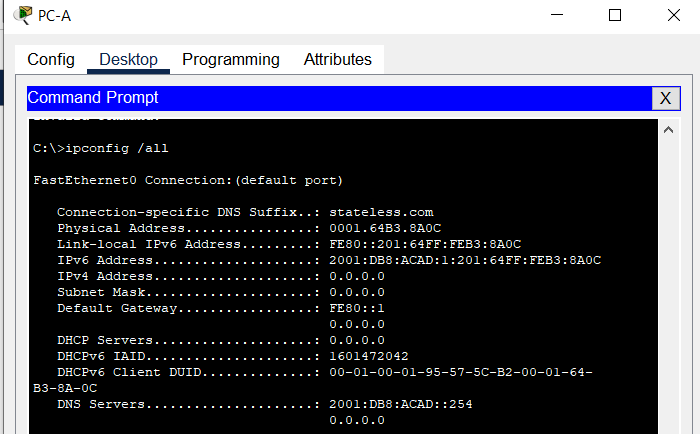 PC-A
Config Desktop Programming Attributes
Command Prompt X
C:\>ipconfig /all
FastEthernet0 Connection:(default port)
Connection-specific DNS Suffix..: stateless.com
Physical Address................: 0001.64B3.8A0C
Link-local IPv6 Address.........: FE80::201:64FF:FEB3:8A0C
IPv6 Address....................: 2001:DB8:ACAD:1:201:64FF:FEB3:8A0C
IPv4 Address....................: 0.0.0.0
Subnet Mask.....................: 0.0.0.0
Default Gateway.................: FE80::1
0.0.0.0
DHCP Servers....................: 0.0.0.0
DHCPv6 IAID.....................: 1601472042
DHCPv6 Client DUID..............: 00-01-00-01-95-57-5C-B2-00-01-64-
B3-8A-0C
DNS Servers.....................: 2001:DB8:ACAD::254
0.0.0.0